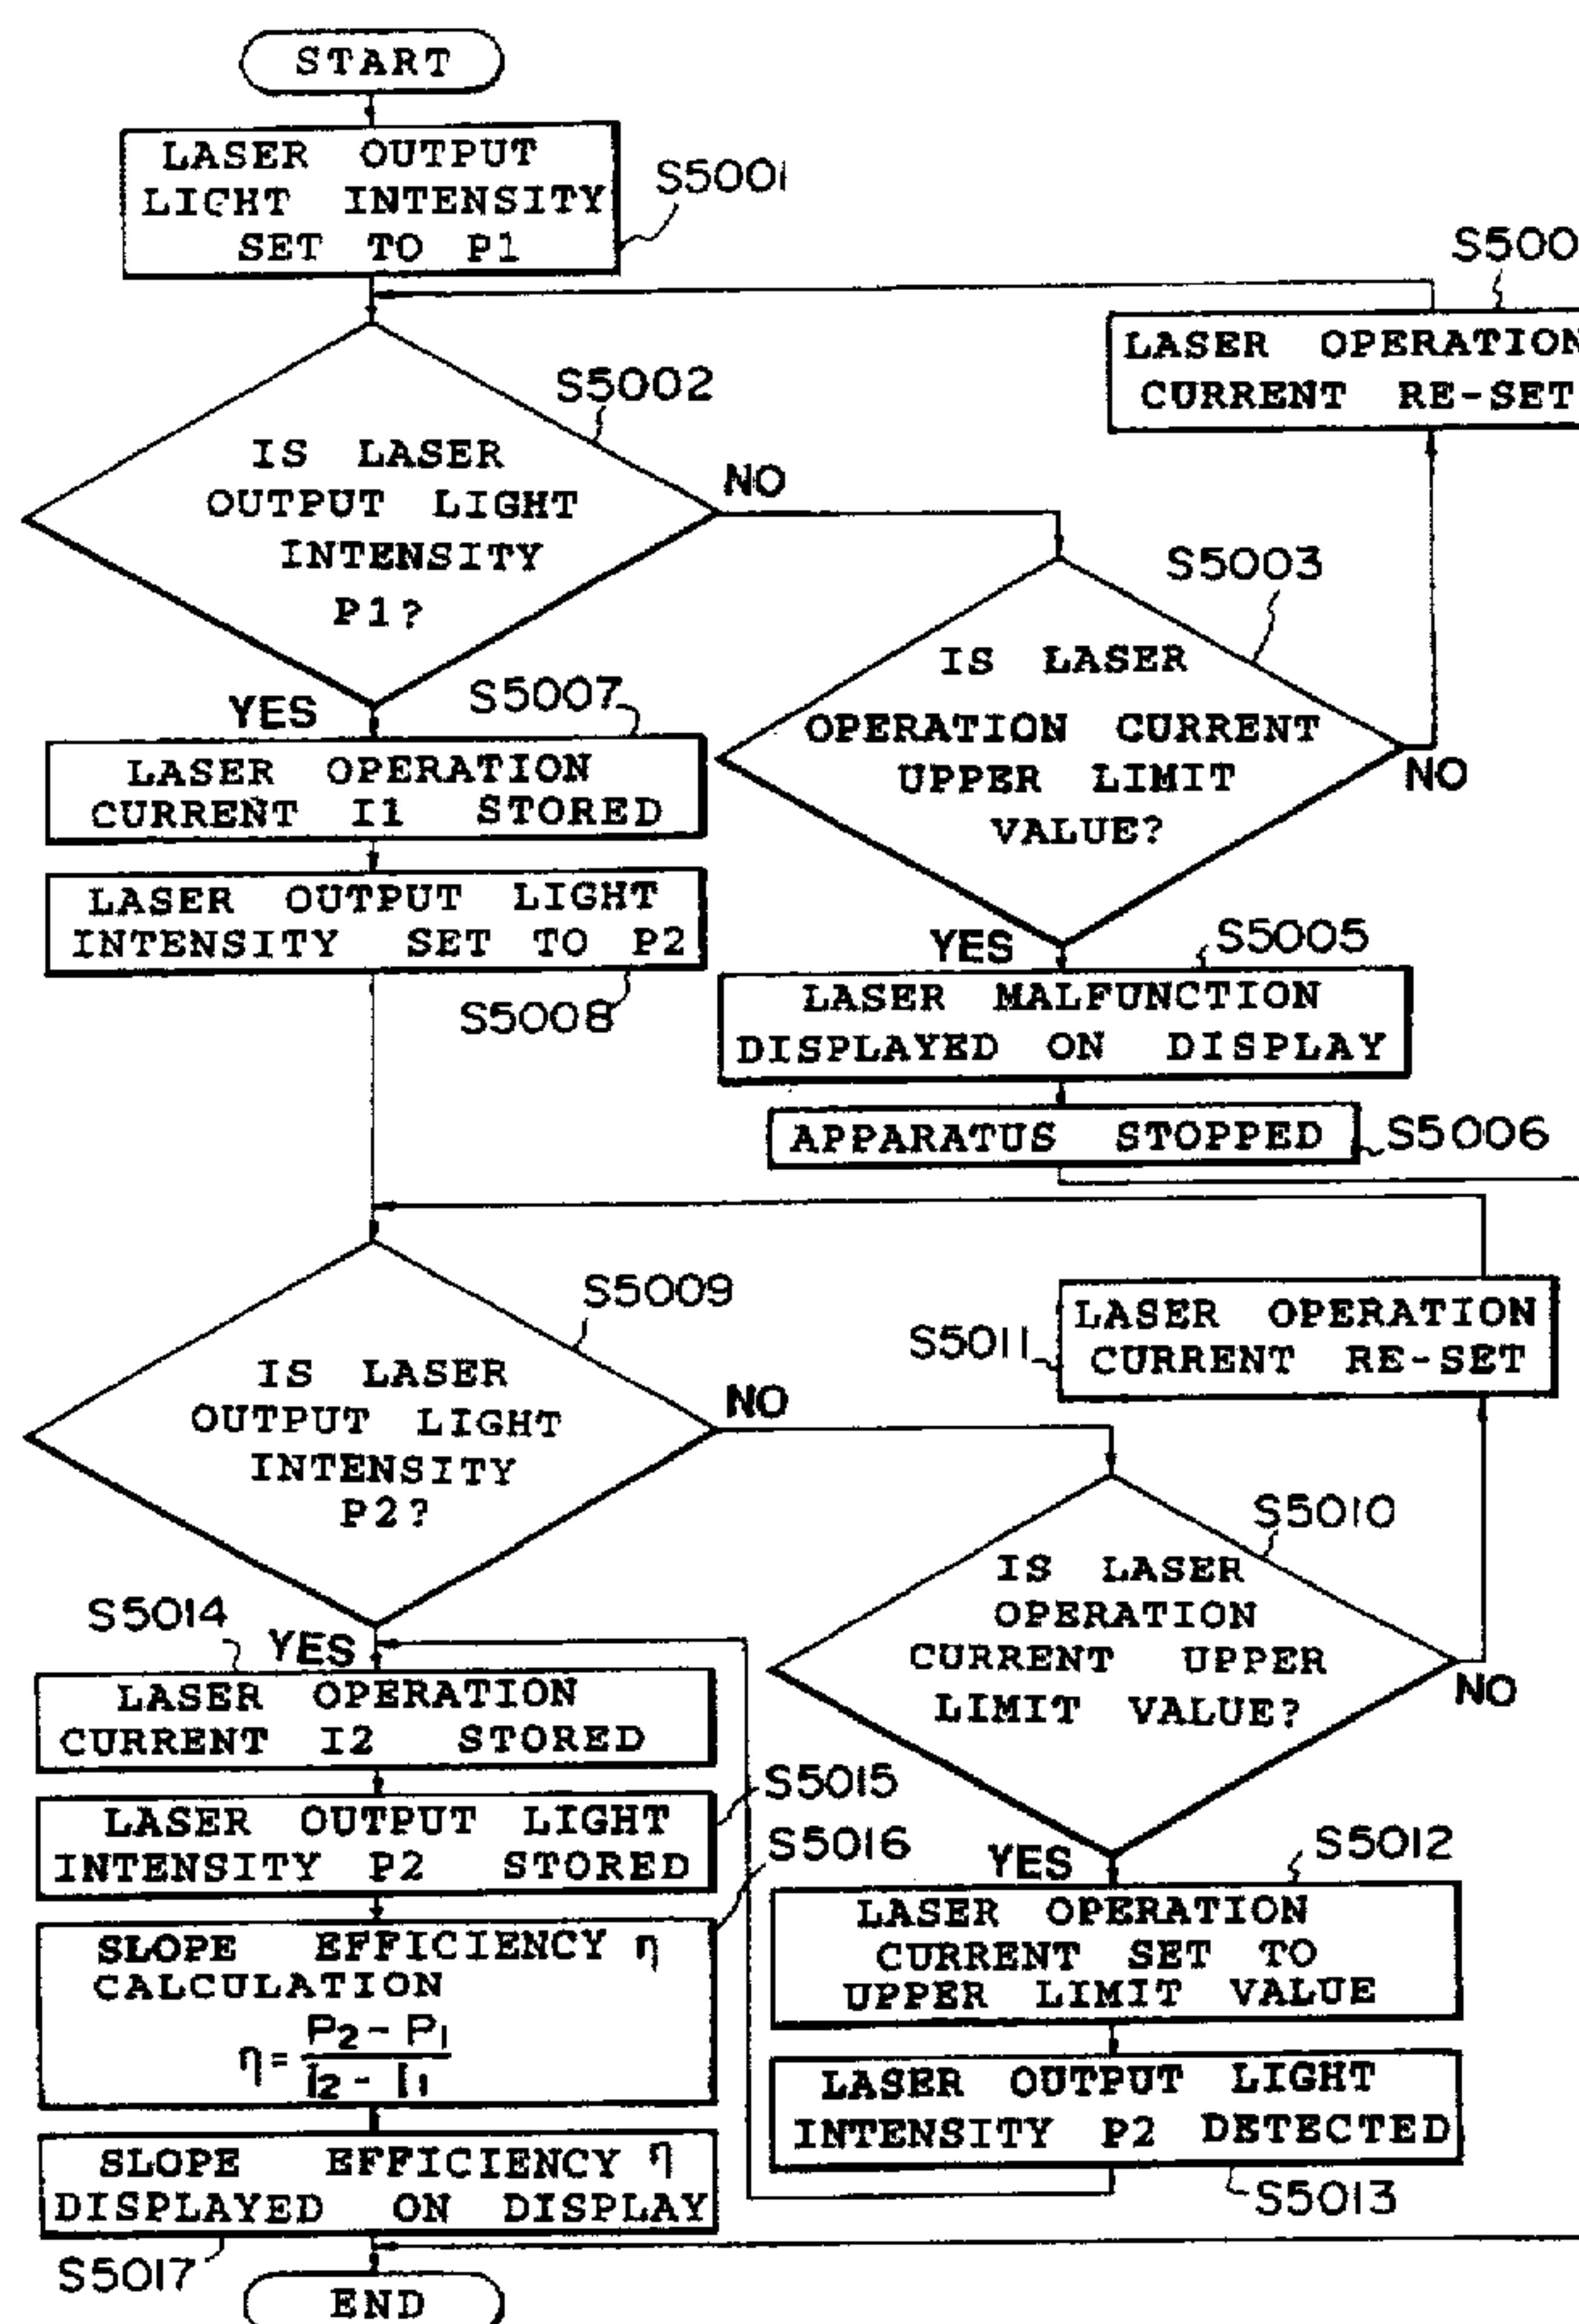 START
LASER OUTPUT
LIGHT INTENSITY
SET TO P1
S5001
S500
LASER OPERATION
CURRENT RE-SET
S5002
IS LASER
OUTPUT LIGHT
INTENSITY
P1?
NO
S5003
IS LASER
OPERATION CURRENT
UPPER LIMIT
VALUE?
NO
YES
S5007
LASER OPERATION
CURRENT I1 STORED
LASER OUTPUT LIGHT
INTENSITY SET TO P2
S5008
YES
S5005
LASER MALFUNCTION
DISPLAYED ON DISPLAY
APPARATUS STOPPED
S5006
S5009
IS LASER
OUTPUT LIGHT
INTENSITY
P2?
NO
S5011
LASER OPERATION
CURRENT RE-SET
S5010
IS LASER
OPERATION
CURRENT UPPER
LIMIT VALUE?
NO
S5014
YES
LASER OPERATION
CURRENT I2 STORED
S5015
LASER OUTPUT LIGHT
INTENSITY P2 STORED
S5016
SLOPE EFFICIENCY η
CALCULATION
η = (P2 - P1) / (I2 - I1)
SLOPE EFFICIENCY η
DISPLAYED ON DISPLAY
S5017
YES
S5012
LASER OPERATION
CURRENT SET TO
UPPER LIMIT VALUE
LASER OUTPUT LIGHT
INTENSITY P2 DETECTED
S5013
END